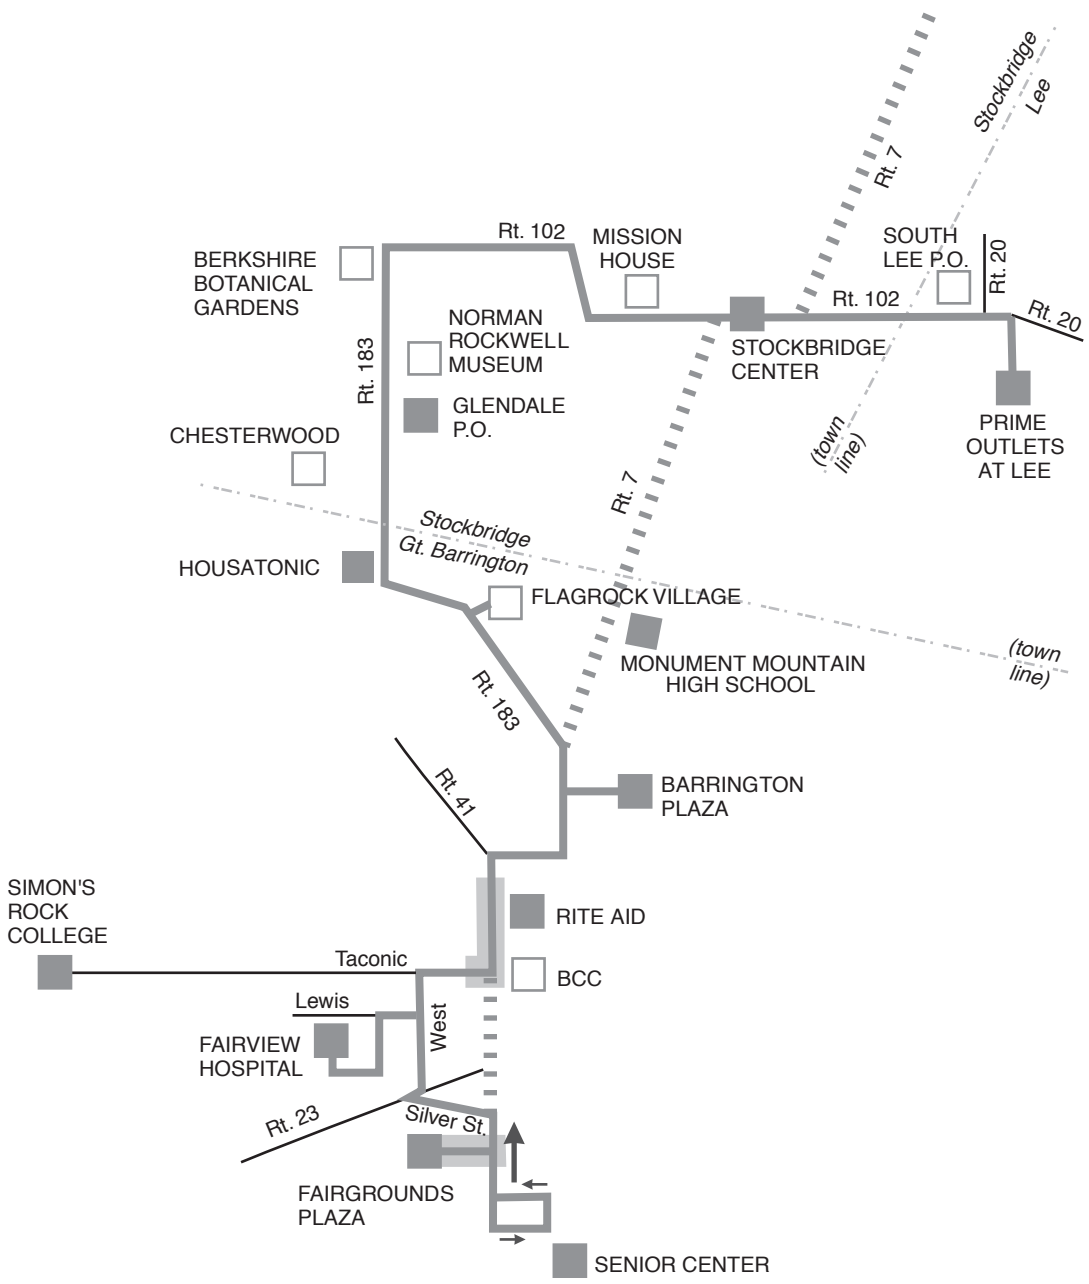 Stockbridge
Lee
Rt. 7
Rt. 102
MISSION
HOUSE
SOUTH
LEE P.O.
Rt. 20
BERKSHIRE
BOTANICAL
GARDENS
Rt. 102
Rt. 20
NORMAN
ROCKWELL
MUSEUM
Rt. 183
STOCKBRIDGE
CENTER
GLENDALE
P.O.
CHESTERWOOD
(town
line)
PRIME
OUTLETS
AT LEE
Rt. 7
Stockbridge
Gt. Barrington
HOUSATONIC
FLAGROCK VILLAGE
(town
line)
MONUMENT MOUNTAIN
HIGH SCHOOL
Rt. 183
Rt. 41
BARRINGTON
PLAZA
SIMON'S
ROCK
COLLEGE
RITE AID
Taconic
BCC
Lewis
West
FAIRVIEW
HOSPITAL
Rt. 23
Silver St.
FAIRGROUNDS
PLAZA
SENIOR CENTER